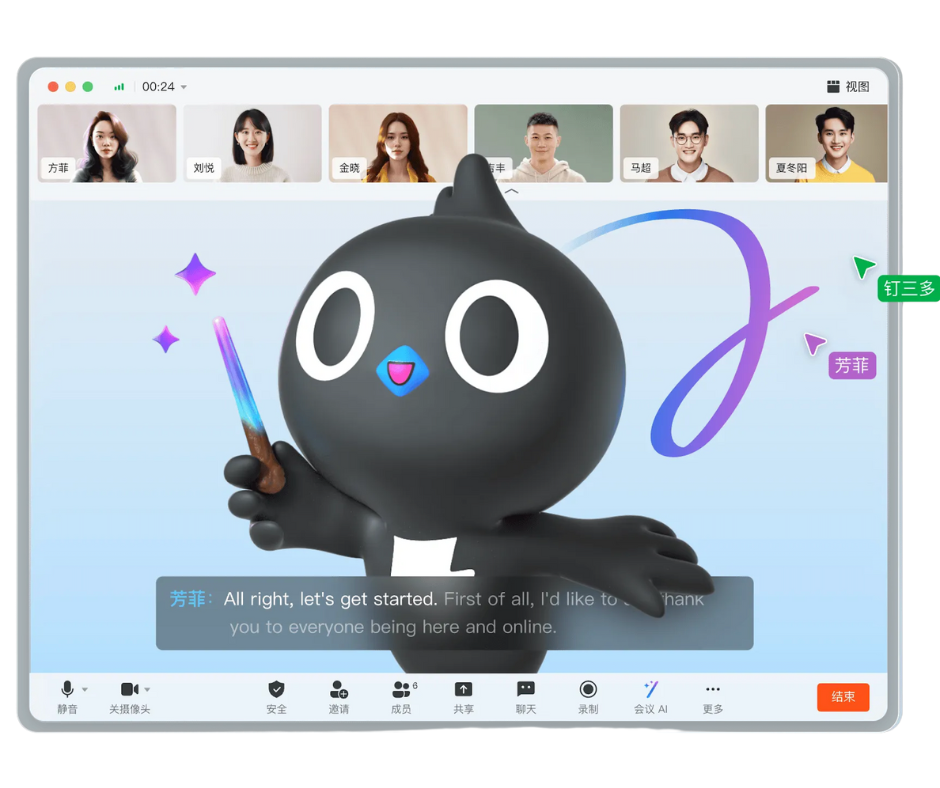 00:24
视图
方菲
刘悦
金晓
丰
马超
夏冬阳
钉三多
芳菲
芳菲： All right, let's get started. First of all, I'd like to thank
you to everyone being here and online.
6
静音
关摄像头
安全
邀请
成员
共享
聊天
录制
会议 AI
更多
结束